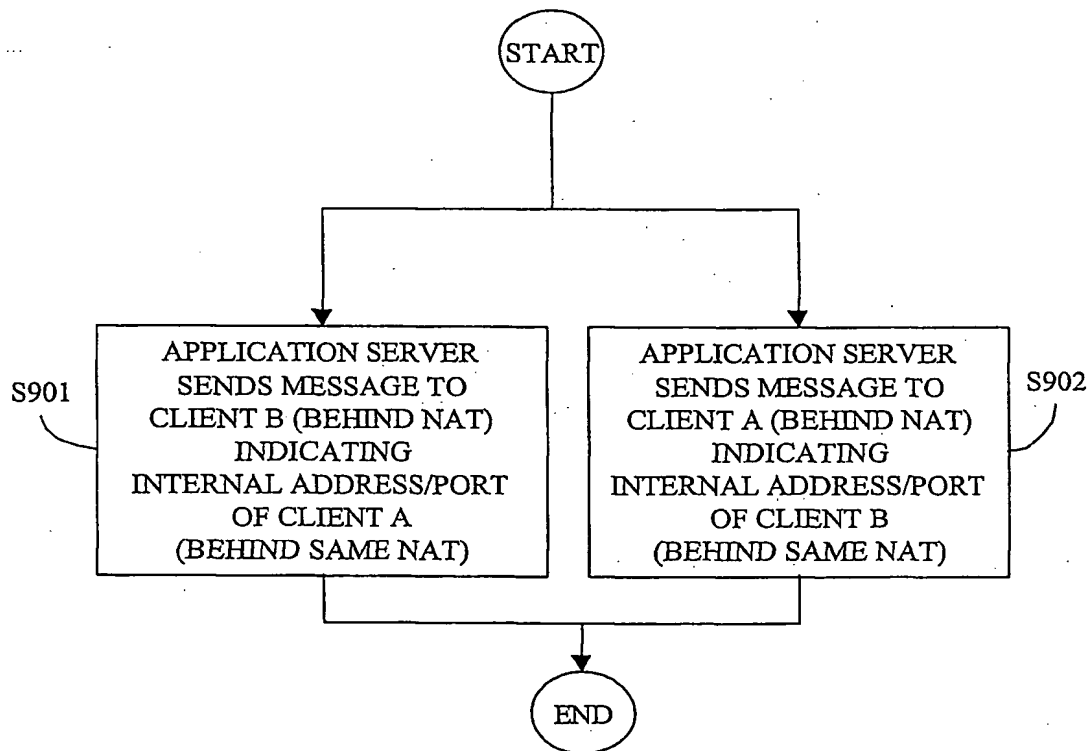 START
S901
APPLICATION SERVER
SENDS MESSAGE TO
CLIENT B (BEHIND NAT)
INDICATING
INTERNAL ADDRESS/PORT
OF CLIENT A
(BEHIND SAME NAT)
APPLICATION SERVER
SENDS MESSAGE TO
CLIENT A (BEHIND NAT)
INDICATING
INTERNAL ADDRESS/PORT
OF CLIENT B
(BEHIND SAME NAT)
S902
END